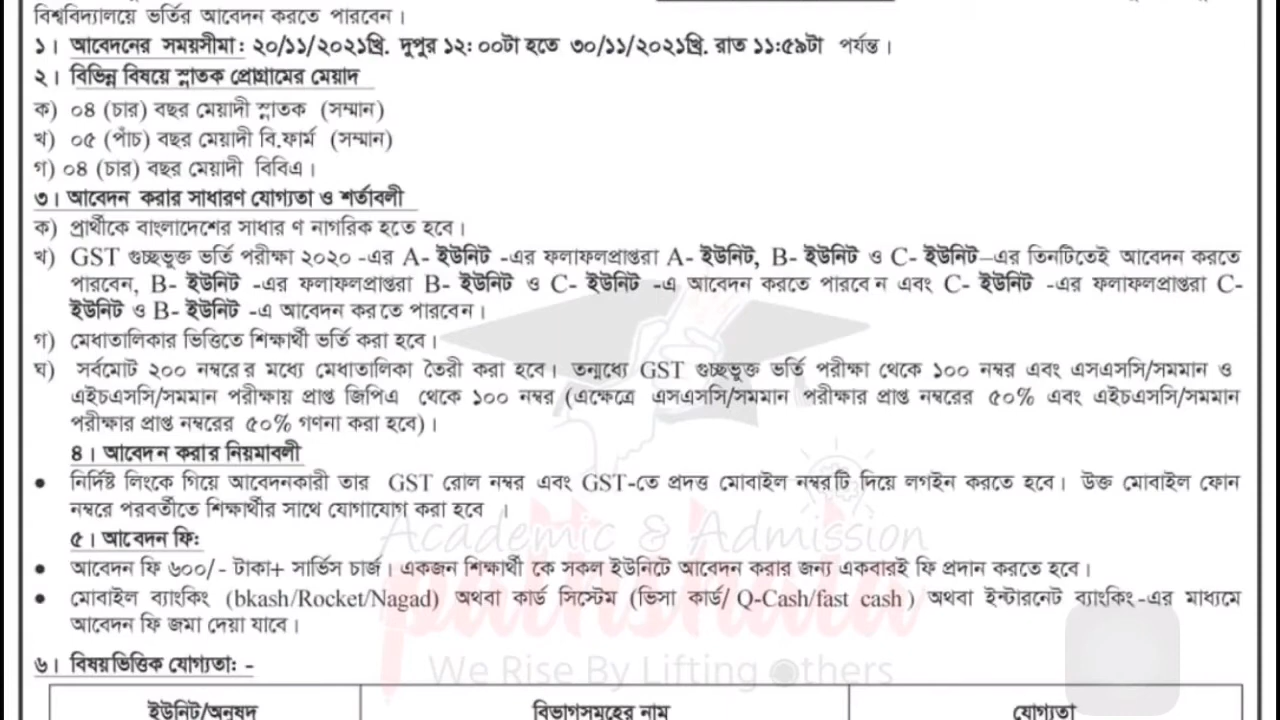 বিশ্ববিদ্যালয়ে ভর্তির আবেদন করতে পারবেন।
১। আবেদনের সময়সীমা: ২০/১১/২০২১খ্রি. দুপুর ১২:০০টা হতে ৩০/১১/২০২১খ্রি. রাত ১১:৫৯টা পর্যন্ত।
২। বিভিন্ন বিষয়ে স্নাতক প্রোগ্রামের মেয়াদ
ক) ০৪ (চার) বছর মেয়াদী স্নাতক (সম্মান)
খ) ০৫ (পাঁচ) বছর মেয়াদী বি.ফার্ম (সম্মান)
গ) ০৪ (চার) বছর মেয়াদী বিবিএ।
৩। আবেদন করার সাধারণ যোগ্যতা ও শর্তাবলী
ক) প্রার্থীকে বাংলাদেশের সাধার ণ নাগরিক হতে হবে।
খ) GST গুচ্ছভুক্ত ভর্তি পরীক্ষা ২০২০ -এর A- ইউনিট -এর ফলাফলপ্রাপ্তরা A- ইউনিট, B- ইউনিট ও C- ইউনিট–এর তিনটিতেই আবেদন করতে
পারবেন, B- ইউনিট -এর ফলাফলপ্রাপ্তরা B- ইউনিট ও C- ইউনিট -এ আবেদন করতে পারবে ন এবং C- ইউনিট -এর ফলাফলপ্রাপ্তরা C-
ইউনিট ও B- ইউনিট -এ আবেদন করতে পারবেন।
গ) মেধাতালিকার ভিত্তিতে শিক্ষার্থী ভর্তি করা হবে।
ঘ) সর্বমোট ২০০ নম্বরের মধ্যে মেধাতালিকা তৈরী করা হবে। তন্মধ্যে GST গুচ্ছভুক্ত ভর্তি পরীক্ষা থেকে ১০০ নম্বর এবং এসএসসি/সমমান ও
এইচএসসি/সমমান পরীক্ষায় প্রাপ্ত জিপিএ থেকে ১০০ নম্বর (এক্ষেত্রে এসএসসি/সমমান পরীক্ষার প্রাপ্ত নম্বরের ৫০% এবং এইচএসসি/সমমান
পরীক্ষার প্রাপ্ত নম্বরের ৫০% গণনা করা হবে)।
৪। আবেদন করার নিয়মাবলী
• নির্দিষ্ট লিংকে গিয়ে আবেদনকারী তার GST রোল নম্বর এবং GST-তে প্রদত্ত মোবাইল নম্বরটি দিয়ে লগইন করতে হবে। উক্ত মোবাইল ফোন
নম্বরে পরবর্তীতে শিক্ষার্থীর সাথে যোগাযোগ করা হবে ।
Academic & Admission
৫। আবেদন ফি:
• আবেদন ফি ৬০০/- টাকা+ সার্ভিস চার্জ। একজন শিক্ষার্থী কে সকল ইউনিটে আবেদন করার জন্য একবারই ফি প্রদান করতে হবে।
• মোবাইল ব্যাংকিং (bkash/Rocket/Nagad) অথবা কার্ড সিস্টেম (ভিসা কার্ড/ Q-Cash/fast cash) অথবা ইন্টারনেট ব্যাংকিং-এর মাধ্যমে
আবেদন ফি জমা দেয়া যাবে।
pathshala
We Rise By Lifting Others
৬। বিষয়ভিত্তিক যোগ্যতা: -
ইউনিট/অনুষদ বিভাগসমূহের নাম যোগ্যতা